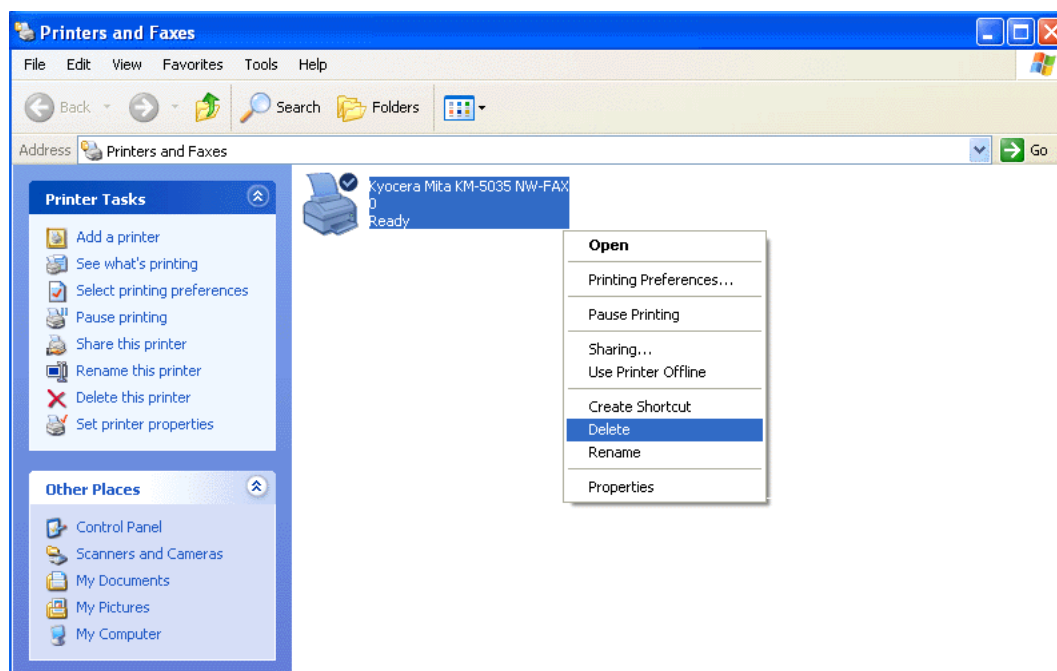 Printers and Faxes
File Edit View Favorites Tools Help
Back Search Folders
Address Printers and Faxes Go
Printer Tasks
Add a printer
See what's printing
Select printing preferences
Pause printing
Share this printer
Rename this printer
Delete this printer
Set printer properties
Other Places
Control Panel
Scanners and Cameras
My Documents
My Pictures
My Computer
Kyocera Mita KM-5035 NW-FAX
0
Ready
Open
Printing Preferences...
Pause Printing
Sharing...
Use Printer Offline
Create Shortcut
Delete
Rename
Properties